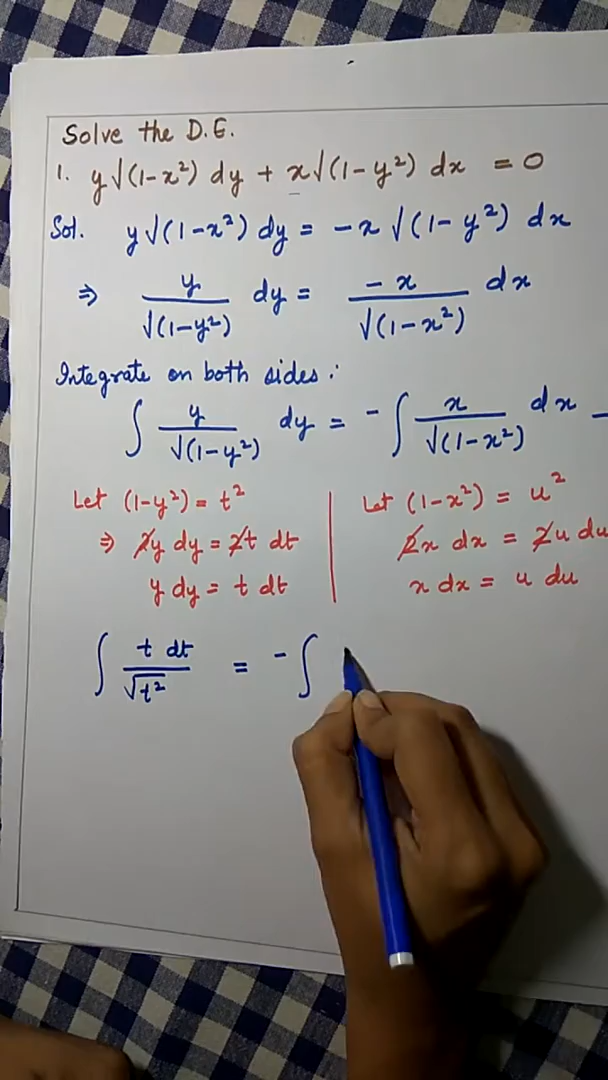 Solve the D.E.
1. y√(1-x²) dy + x√(1-y²) dx = 0
Sol. y√(1-x²) dy = -x √(1-y²) dx
⇒ y/√(1-y²) dy = -x/√(1-x²) dx
Integrate on both sides:
∫ y/√(1-y²) dy = -∫ x/√(1-x²) dx —
Let (1-y²) = t²
⇒ 2y dy = 2t dt
y dy = t dt
Let (1-x²) = u²
2x dx = 2u du
x dx = u du
∫ t dt/√t² = -∫